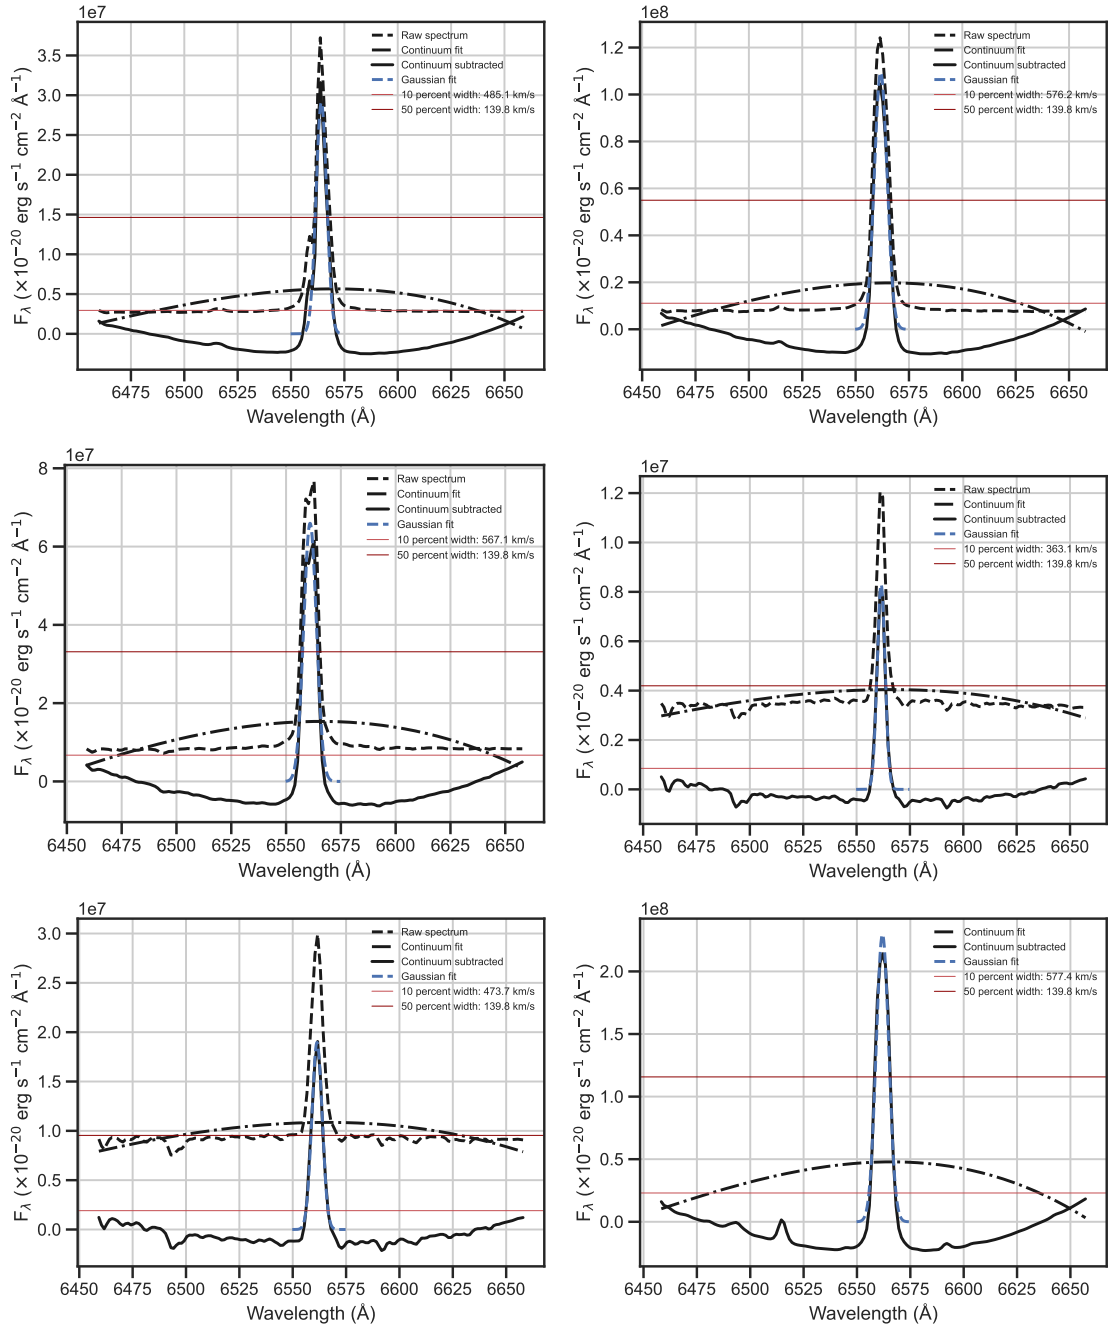 1e7
Raw spectrum
Continuum fit
Continuum subtracted
Gaussian fit
10 percent width: 485.1 km/s
50 percent width: 139.8 km/s
3.5
3.0
2.5
2.0
1.5
1.0
0.5
0.0
F_λ (×10⁻²⁰ erg s⁻¹ cm⁻² Å⁻¹)
6475 6500 6525 6550 6575 6600 6625 6650
Wavelength (Å)
1e8
Raw spectrum
Continuum fit
Continuum subtracted
Gaussian fit
10 percent width: 576.2 km/s
50 percent width: 139.8 km/s
1.2
1.0
0.8
0.6
0.4
0.2
0.0
F_λ (×10⁻²⁰ erg s⁻¹ cm⁻² Å⁻¹)
6450 6475 6500 6525 6550 6575 6600 6625 6650
Wavelength (Å)
1e7
Raw spectrum
Continuum fit
Continuum subtracted
Gaussian fit
10 percent width: 567.1 km/s
50 percent width: 139.8 km/s
8
6
4
2
0
F_λ (×10⁻²⁰ erg s⁻¹ cm⁻² Å⁻¹)
6450 6475 6500 6525 6550 6575 6600 6625 6650
Wavelength (Å)
1e7
Raw spectrum
Continuum fit
Continuum subtracted
Gaussian fit
10 percent width: 363.1 km/s
50 percent width: 139.8 km/s
1.2
1.0
0.8
0.6
0.4
0.2
0.0
F_λ (×10⁻²⁰ erg s⁻¹ cm⁻² Å⁻¹)
6450 6475 6500 6525 6550 6575 6600 6625 6650
Wavelength (Å)
1e7
Raw spectrum
Continuum fit
Continuum subtracted
Gaussian fit
10 percent width: 473.7 km/s
50 percent width: 139.8 km/s
3.0
2.5
2.0
1.5
1.0
0.5
0.0
F_λ (×10⁻²⁰ erg s⁻¹ cm⁻² Å⁻¹)
6450 6475 6500 6525 6550 6575 6600 6625 6650
Wavelength (Å)
1e8
Continuum fit
Continuum subtracted
Gaussian fit
10 percent width: 577.4 km/s
50 percent width: 139.8 km/s
2.0
1.5
1.0
0.5
0.0
F_λ (×10⁻²⁰ erg s⁻¹ cm⁻² Å⁻¹)
6450 6475 6500 6525 6550 6575 6600 6625 6650
Wavelength (Å)